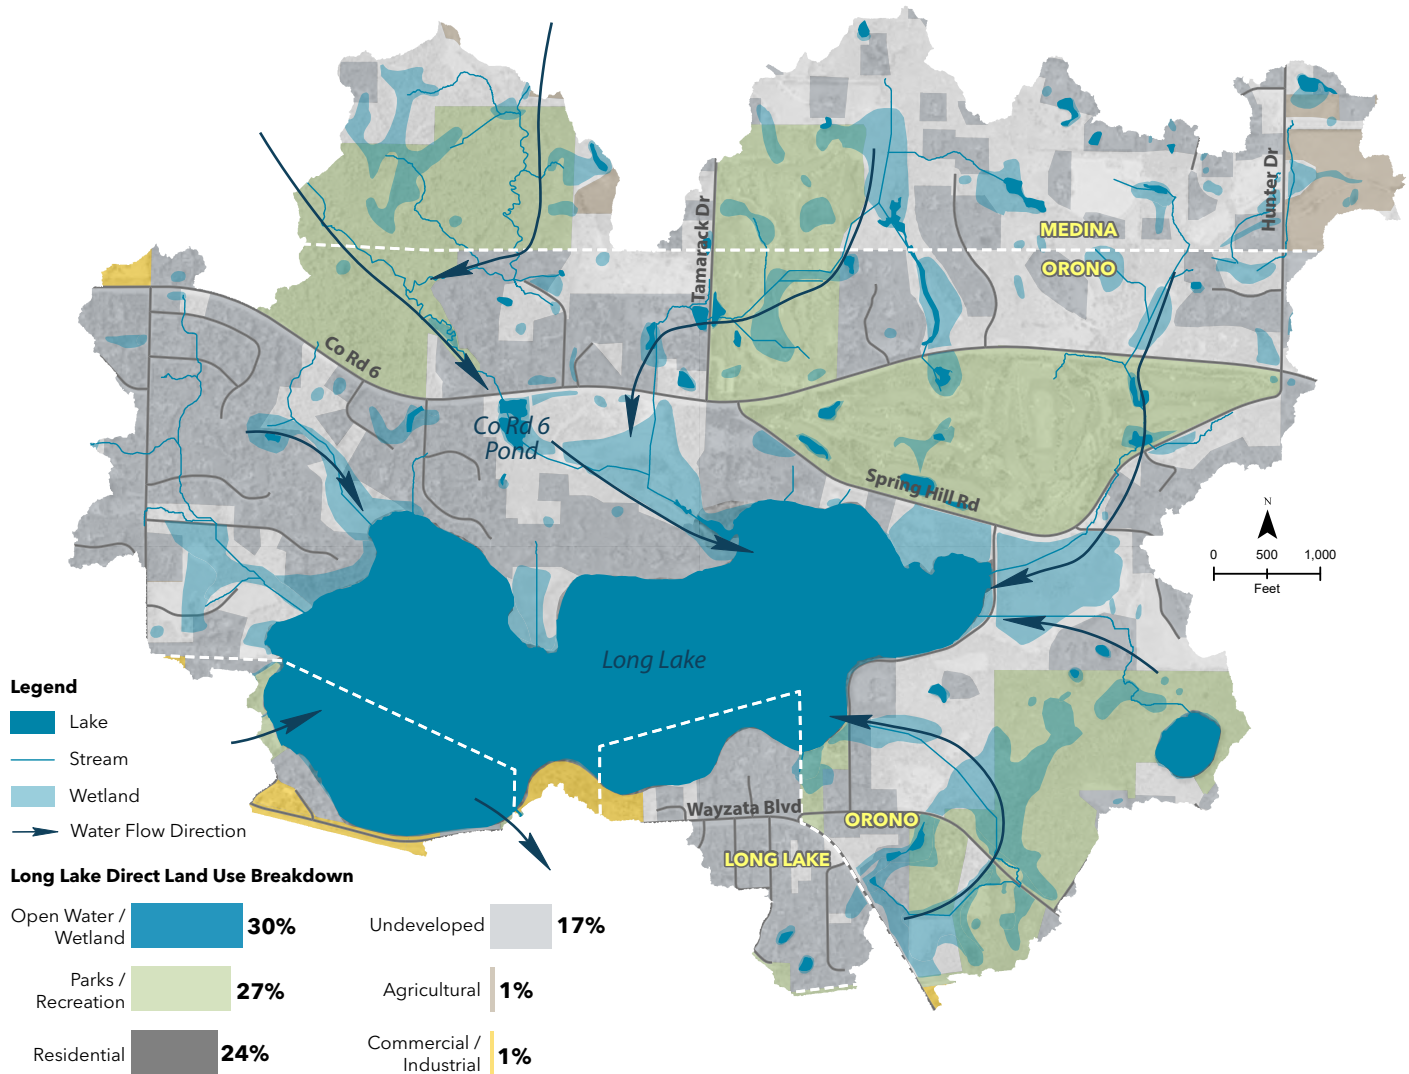 MEDINA
ORONO
Hunter Dr
Tamarack Dr
Co Rd 6
Co Rd 6
Pond
Spring Hill Rd
N
0 500 1,000
Feet
Long Lake
Wayzata Blvd
ORONO
LONG LAKE
Legend
Lake
Stream
Wetland
Water Flow Direction
Long Lake Direct Land Use Breakdown
Open Water /
Wetland
30%
Parks /
Recreation
27%
Residential
24%
Undeveloped
17%
Agricultural
1%
Commercial /
Industrial
1%